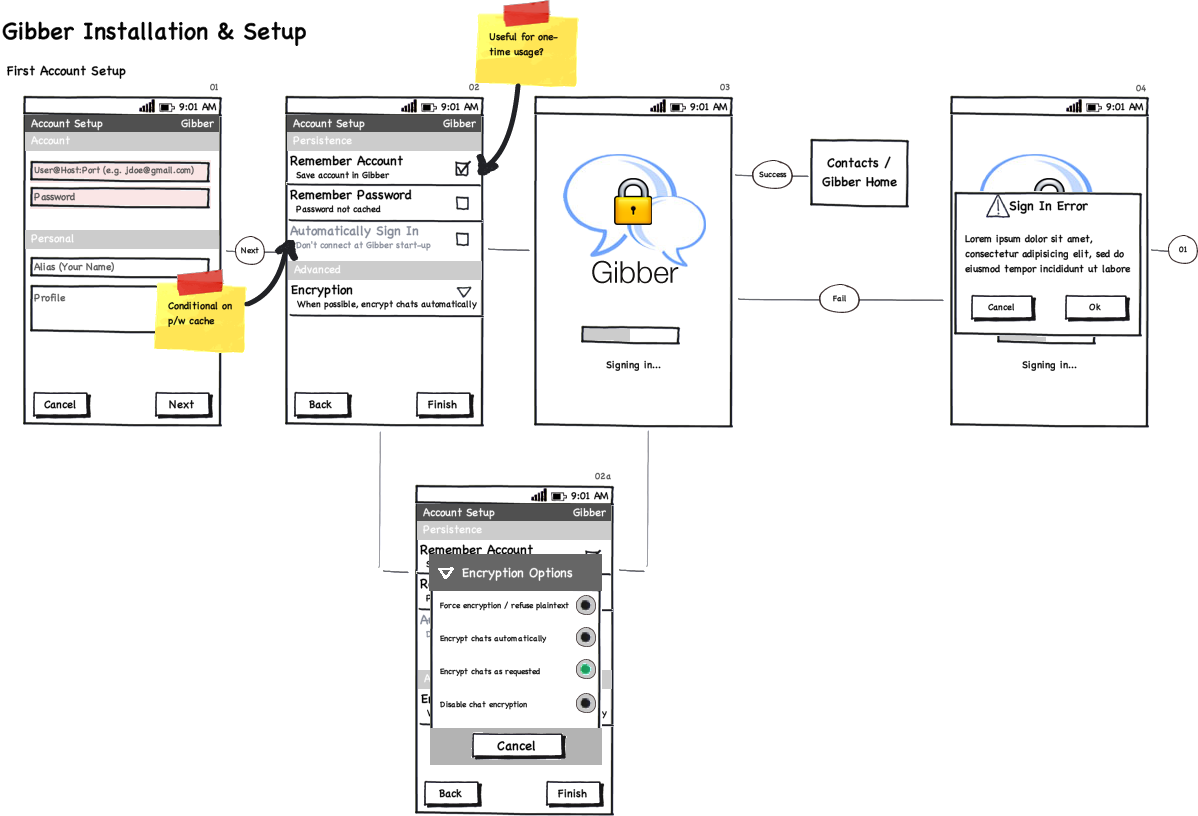 Gibber Installation & Setup
First Account Setup
Useful for one-
time usage?
01
9:01 AM
Account Setup Gibber
Account
User@Host:Port (e.g. jdoe@gmail.com)
Password
Personal
Alias (Your Name)
Profile
Cancel Next
Next
Conditional on
p/w cache
02
9:01 AM
Account Setup Gibber
Persistence
Remember Account
Save account in Gibber
Remember Password
Password not cached
Automatically Sign In
Don't connect at Gibber start-up
Advanced
Encryption
When possible, encrypt chats automatically
Back Finish
03
9:01 AM
Gibber
Signing in...
Success
Contacts /
Gibber Home
Fail
04
9:01 AM
Sign In Error
Lorem ipsum dolor sit amet,
consectetur adipisicing elit, sed do
eiusmod tempor incididunt ut labore
Cancel Ok
Signing in...
01
02a
9:01 AM
Account Setup Gibber
Persistence
Remember Account
Encryption Options
Force encryption / refuse plaintext
Encrypt chats automatically
Encrypt chats as requested
Disable chat encryption
Cancel
Back Finish